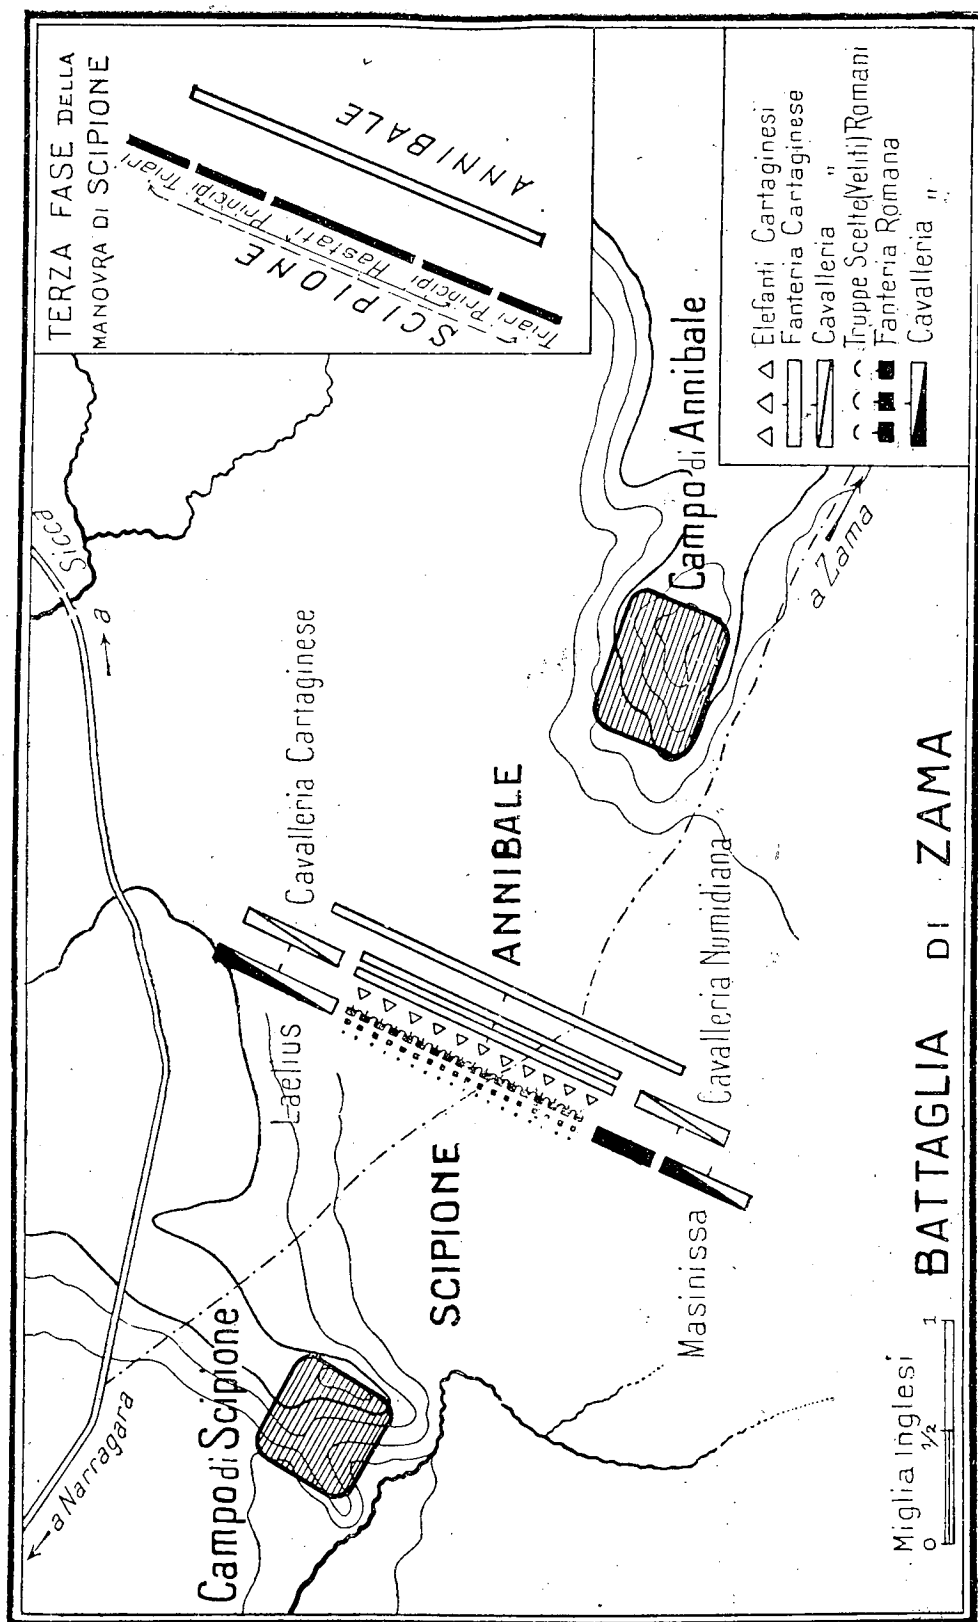 TERZA FASE DELLA
MANOVRA DI SCIPIONE
Triari
Principi
Hastati
Principi
Triari
SCIPIONE
ANNIBALE
Sicca
a
a Narragara
Campo di Scipione
Laelius
Cavalleria Cartaginese
SCIPIONE
ANNIBALE
Masinissa
Cavalleria Numidiana
Campo di Annibale
a Zama
Elefanti Cartaginesi
Fanteria Cartaginese
Cavalleria "
Truppe Scelte (Veliti) Romani
Fanteria Romana
Cavalleria "
Miglia Inglesi
0 1/2 1
BATTAGLIA DI ZAMA